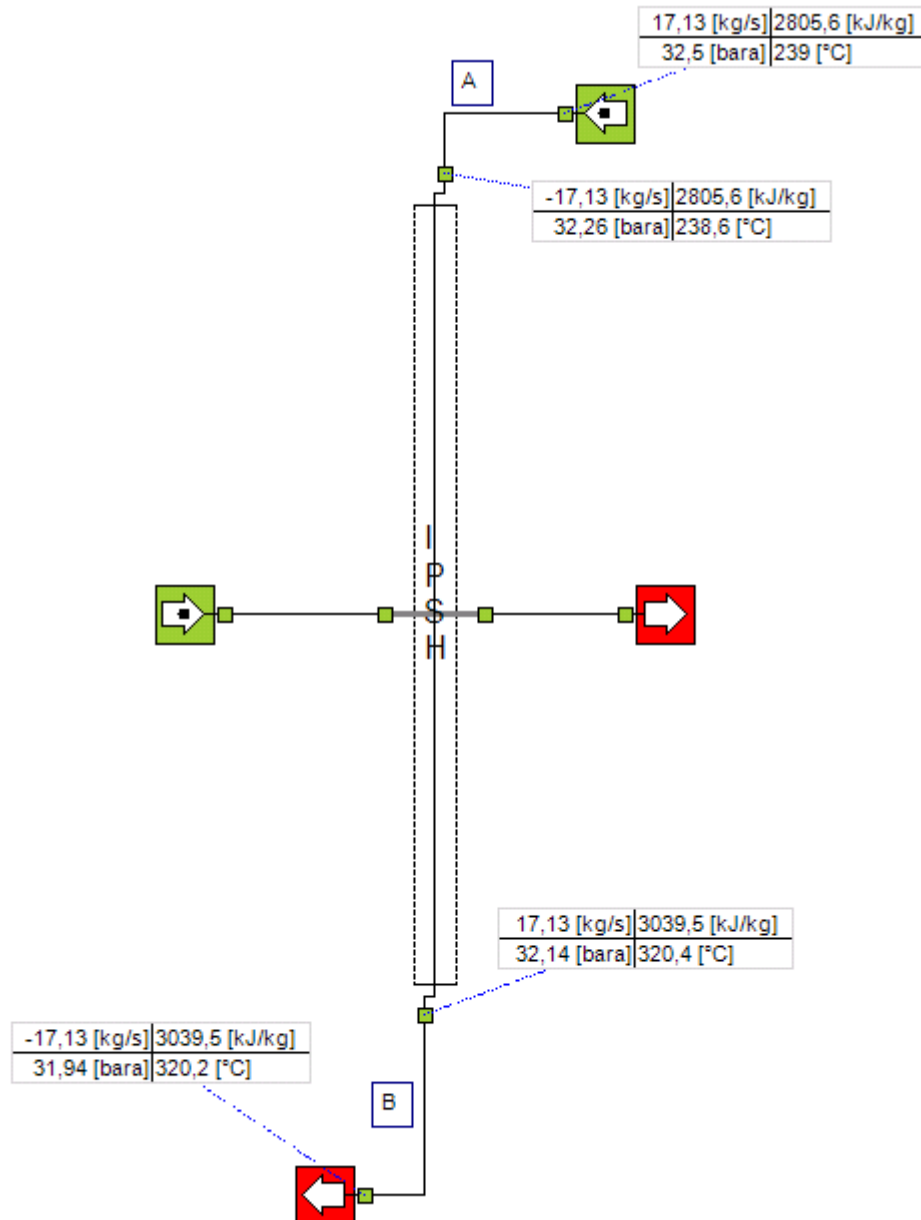 17,13 [kg/s] 2805,6 [kJ/kg]
32,5 [bara] 239 [°C]
A
-17,13 [kg/s] 2805,6 [kJ/kg]
32,26 [bara] 238,6 [°C]
I
P
S
H
17,13 [kg/s] 3039,5 [kJ/kg]
32,14 [bara] 320,4 [°C]
-17,13 [kg/s] 3039,5 [kJ/kg]
31,94 [bara] 320,2 [°C]
B